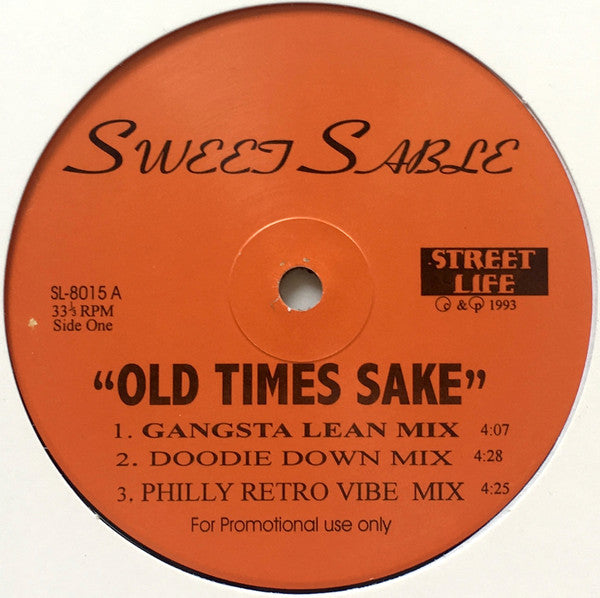 SWEET SABLE
SL-8015 A
33⅓ RPM
Side One
STREET
LIFE
© & ℗ 1993
“OLD TIMES SAKE”
1. GANGSTA LEAN MIX 4:07
2. DOODIE DOWN MIX 4:28
3. PHILLY RETRO VIBE MIX 4:25
For Promotional use only